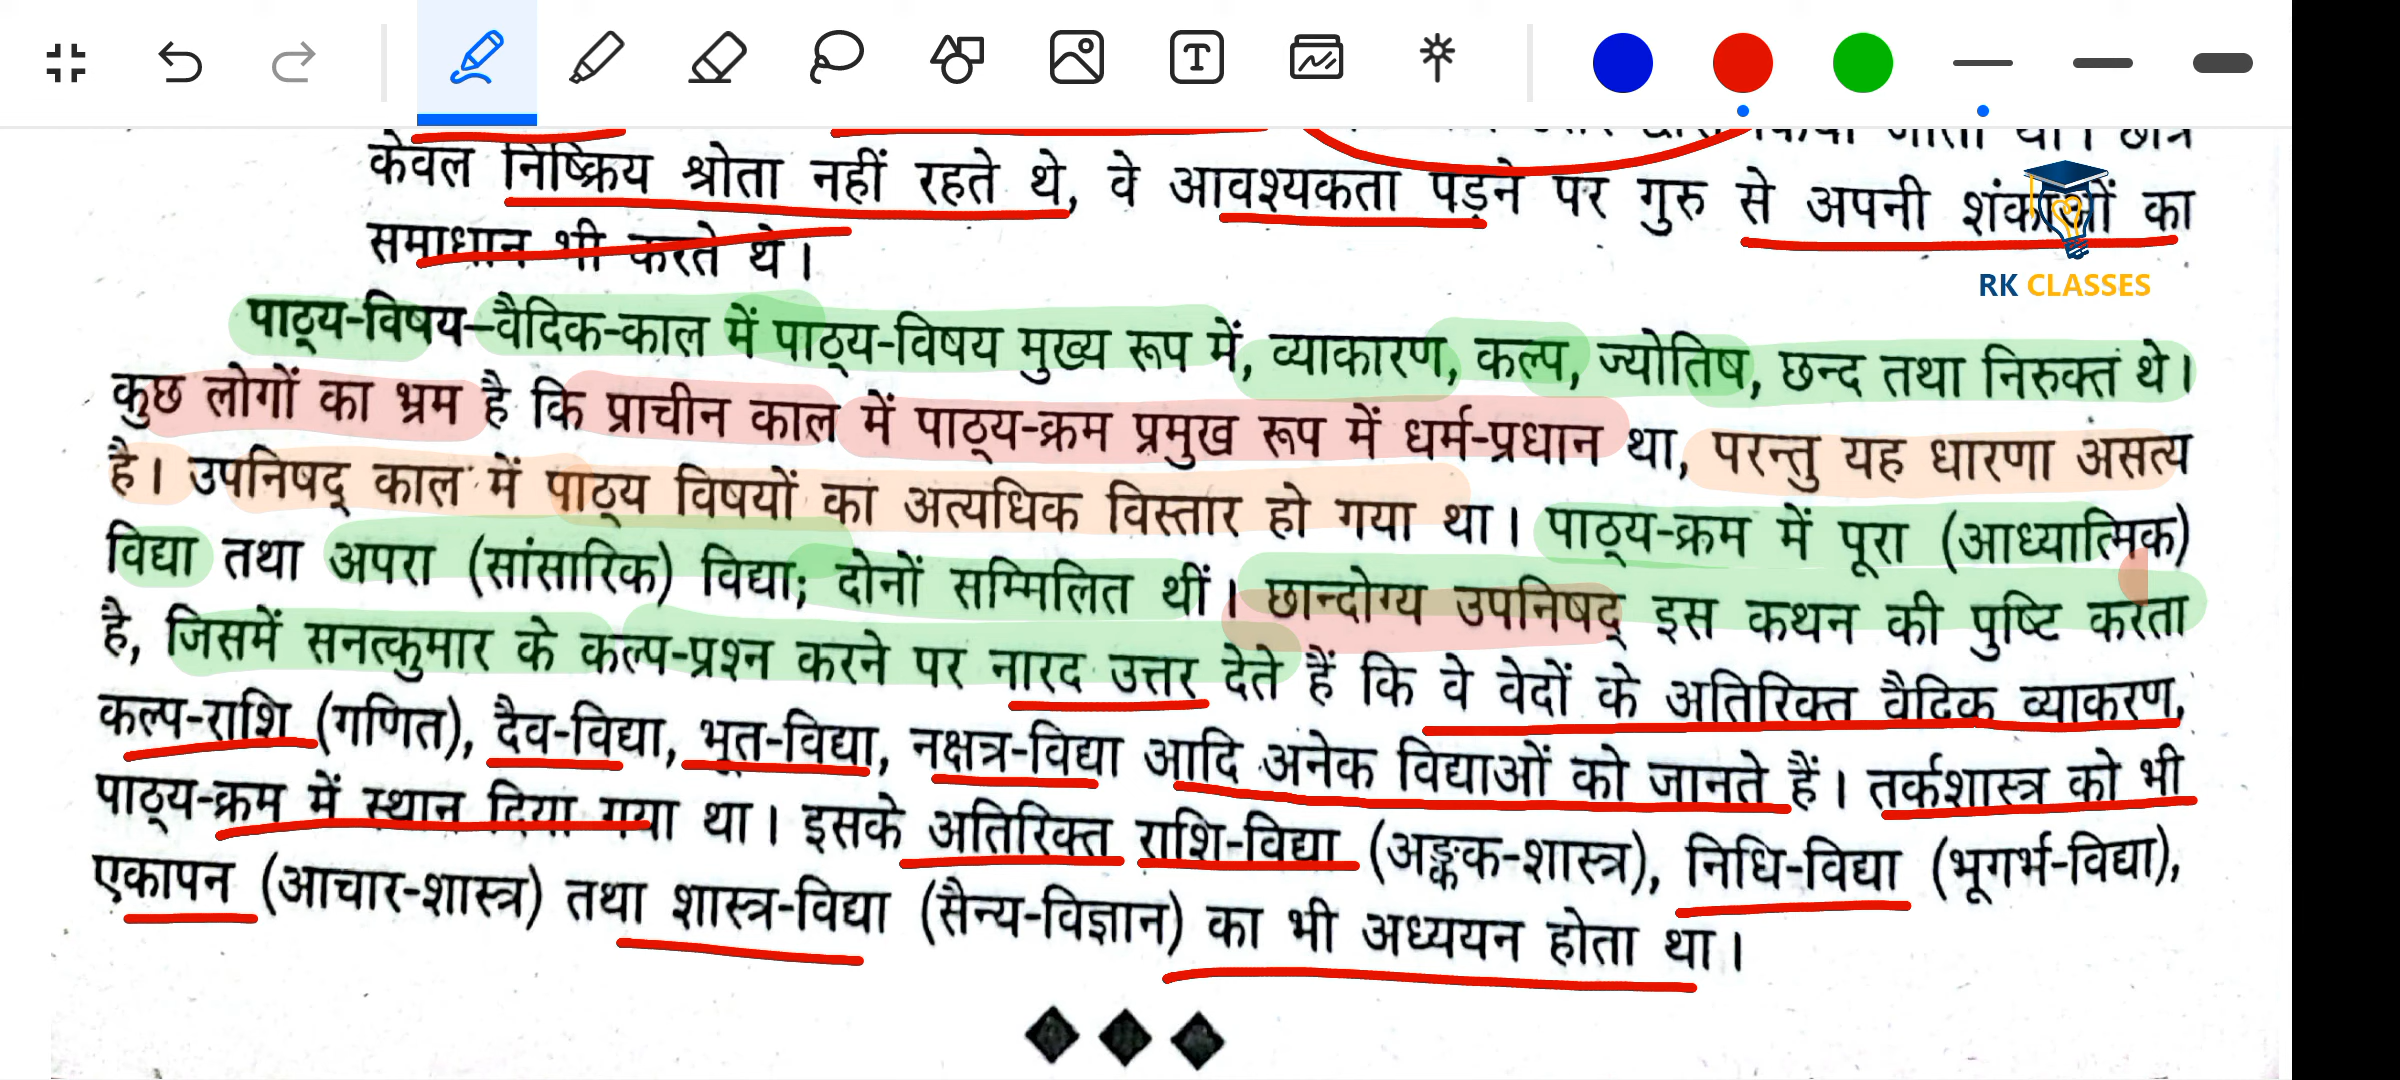 जाता था। छात्र
केवल निष्क्रिय श्रोता नहीं रहते थे, वे आवश्यकता पड़ने पर गुरु से अपनी शंकाओं का
समाधान भी करते थे।
RK CLASSES
पाठ्य-विषय–वैदिक-काल में पाठ्य-विषय मुख्य रूप में, व्याकारण, कल्प, ज्योतिष, छन्द तथा निरुक्त थे।
कुछ लोगों का भ्रम है कि प्राचीन काल में पाठ्य-क्रम प्रमुख रूप में धर्म-प्रधान था, परन्तु यह धारणा असत्य
है। उपनिषद् काल में पाठ्य विषयों का अत्यधिक विस्तार हो गया था। पाठ्य-क्रम में पूरा (आध्यात्मिक)
विद्या तथा अपरा (सांसारिक) विद्या; दोनों सम्मिलित थीं। छान्दोग्य उपनिषद् इस कथन की पुष्टि करता
है, जिसमें सनत्कुमार के कल्प-प्रश्न करने पर नारद उत्तर देते हैं कि वे वेदों के अतिरिक्त वैदिक व्याकरण,
कल्प-राशि (गणित), दैव-विद्या, भूत-विद्या, नक्षत्र-विद्या आदि अनेक विद्याओं को जानते हैं। तर्कशास्त्र को भी
पाठ्य-क्रम में स्थान दिया गया था। इसके अतिरिक्त राशि-विद्या (अङ्कक-शास्त्र), निधि-विद्या (भूगर्भ-विद्या),
एकापन (आचार-शास्त्र) तथा शास्त्र-विद्या (सैन्य-विज्ञान) का भी अध्ययन होता था।